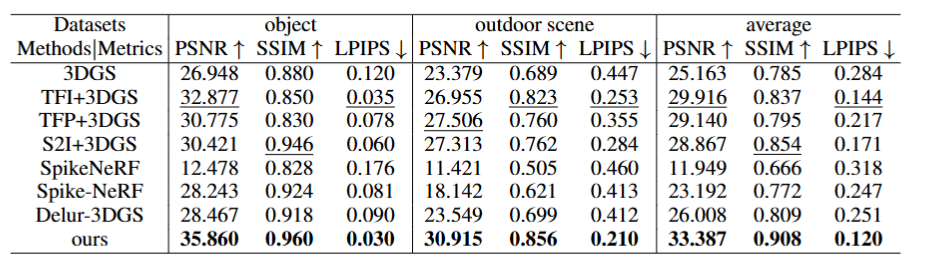 Datasets object outdoor scene average
Methods|Metrics PSNR ↑ SSIM ↑ LPIPS ↓ PSNR ↑ SSIM ↑ LPIPS ↓ PSNR ↑ SSIM ↑ LPIPS ↓
3DGS 26.948 0.880 0.120 23.379 0.689 0.447 25.163 0.785 0.284
TFI+3DGS 32.877 0.850 0.035 26.955 0.823 0.253 29.916 0.837 0.144
TFP+3DGS 30.775 0.830 0.078 27.506 0.760 0.355 29.140 0.795 0.217
S2I+3DGS 30.421 0.946 0.060 27.313 0.762 0.284 28.867 0.854 0.171
SpikeNeRF 12.478 0.828 0.176 11.421 0.505 0.460 11.949 0.666 0.318
Spike-NeRF 28.243 0.924 0.081 18.142 0.621 0.413 23.192 0.772 0.247
Delur-3DGS 28.467 0.918 0.090 23.549 0.699 0.412 26.008 0.809 0.251
ours 35.860 0.960 0.030 30.915 0.856 0.210 33.387 0.908 0.120